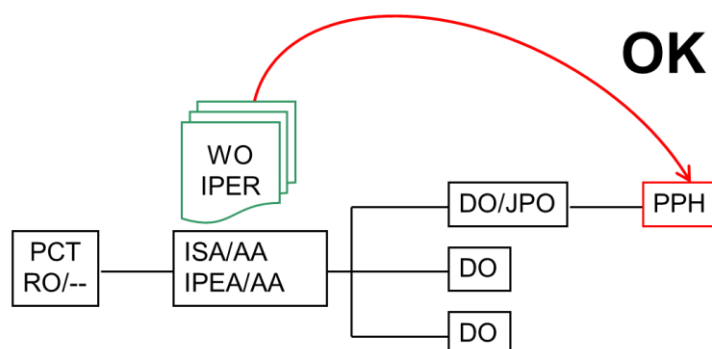 OK
WO
IPER
DO/JPO
PPH
PCT
RO/--
ISA/AA
IPEA/AA
DO
DO